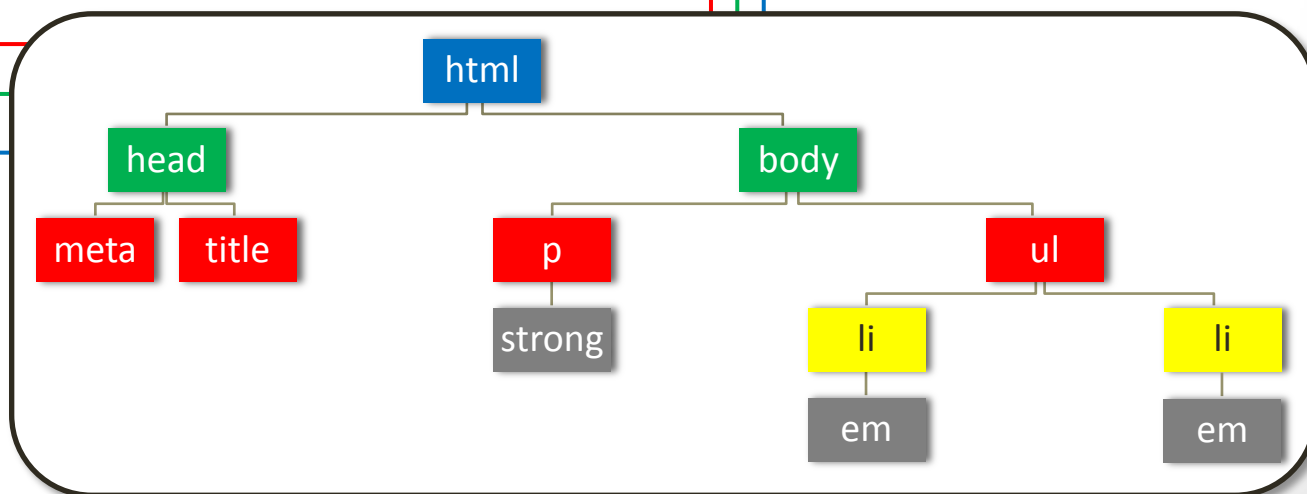 html
head
body
meta
title
p
ul
strong
li
li
em
em